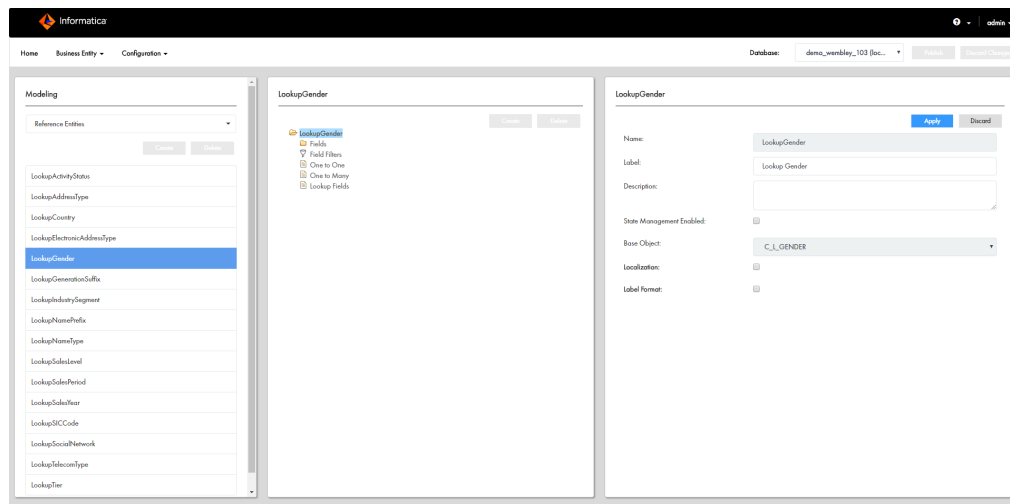 Informatica
admin
Home Business Entity Configuration Database: demo_wembley_103 (loc... Publish Discard Change
Modeling
Reference Entities
Create Delete
LookupActivityStatus
LookupAddressType
LookupCountry
LookupElectronicAddressType
LookupGender
LookupGenerationSuffix
LookupIndustrySegment
LookupNamePrefix
LookupNameType
LookupSalesLevel
LookupSalesPeriod
LookupSalesYear
LookupSICCode
LookupSocialNetwork
LookupTelecomType
LookupTier
LookupGender
Create Delete
LookupGender
Fields
Field Filters
One to One
One to Many
Lookup Fields
LookupGender
Apply Discard
Name: LookupGender
Label: Lookup Gender
Description:
State Management Enabled:
Base Object: C_L_GENDER
Localization:
Label Format: